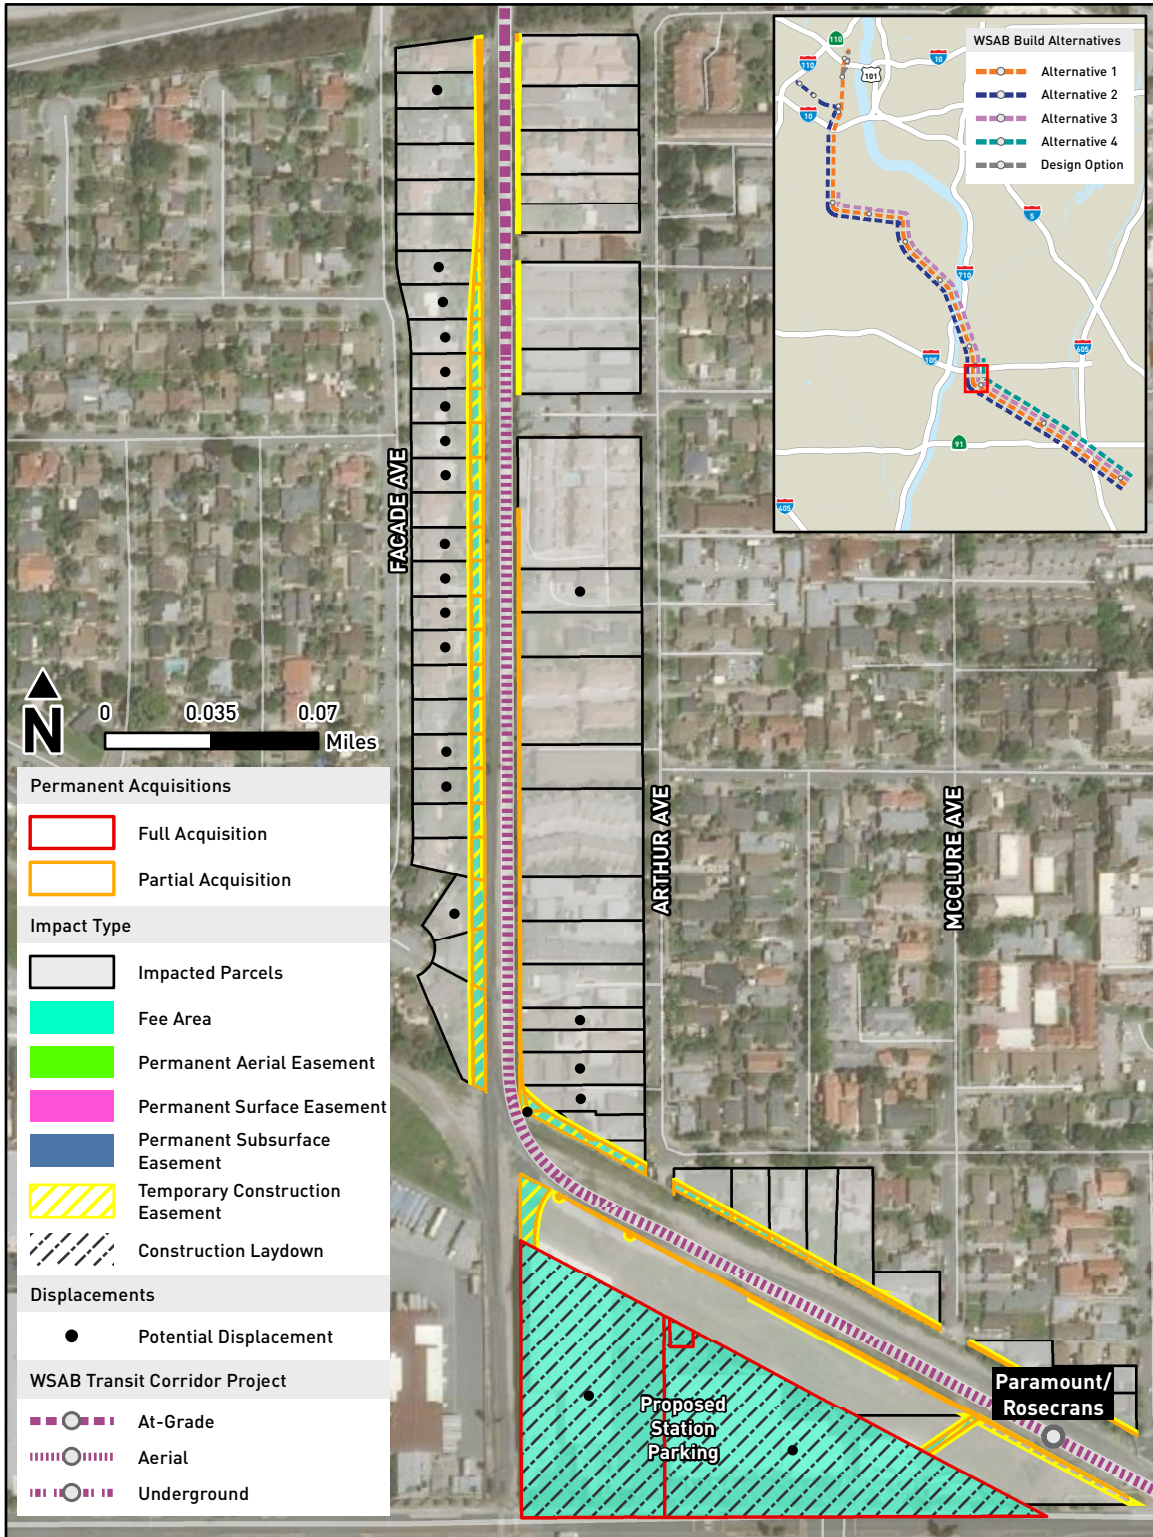 WSAB Build Alternatives
Alternative 1
Alternative 2
Alternative 3
Alternative 4
Design Option
110
110
10
101
10
5
710
105
605
91
405
FACADE AVE
ARTHUR AVE
MCCLURE AVE
N
0 0.035 0.07
Miles
Permanent Acquisitions
Full Acquisition
Partial Acquisition
Impact Type
Impacted Parcels
Fee Area
Permanent Aerial Easement
Permanent Surface Easement
Permanent Subsurface
Easement
Temporary Construction
Easement
Construction Laydown
Displacements
Potential Displacement
WSAB Transit Corridor Project
At-Grade
Aerial
Underground
Proposed
Station
Parking
Paramount/
Rosecrans